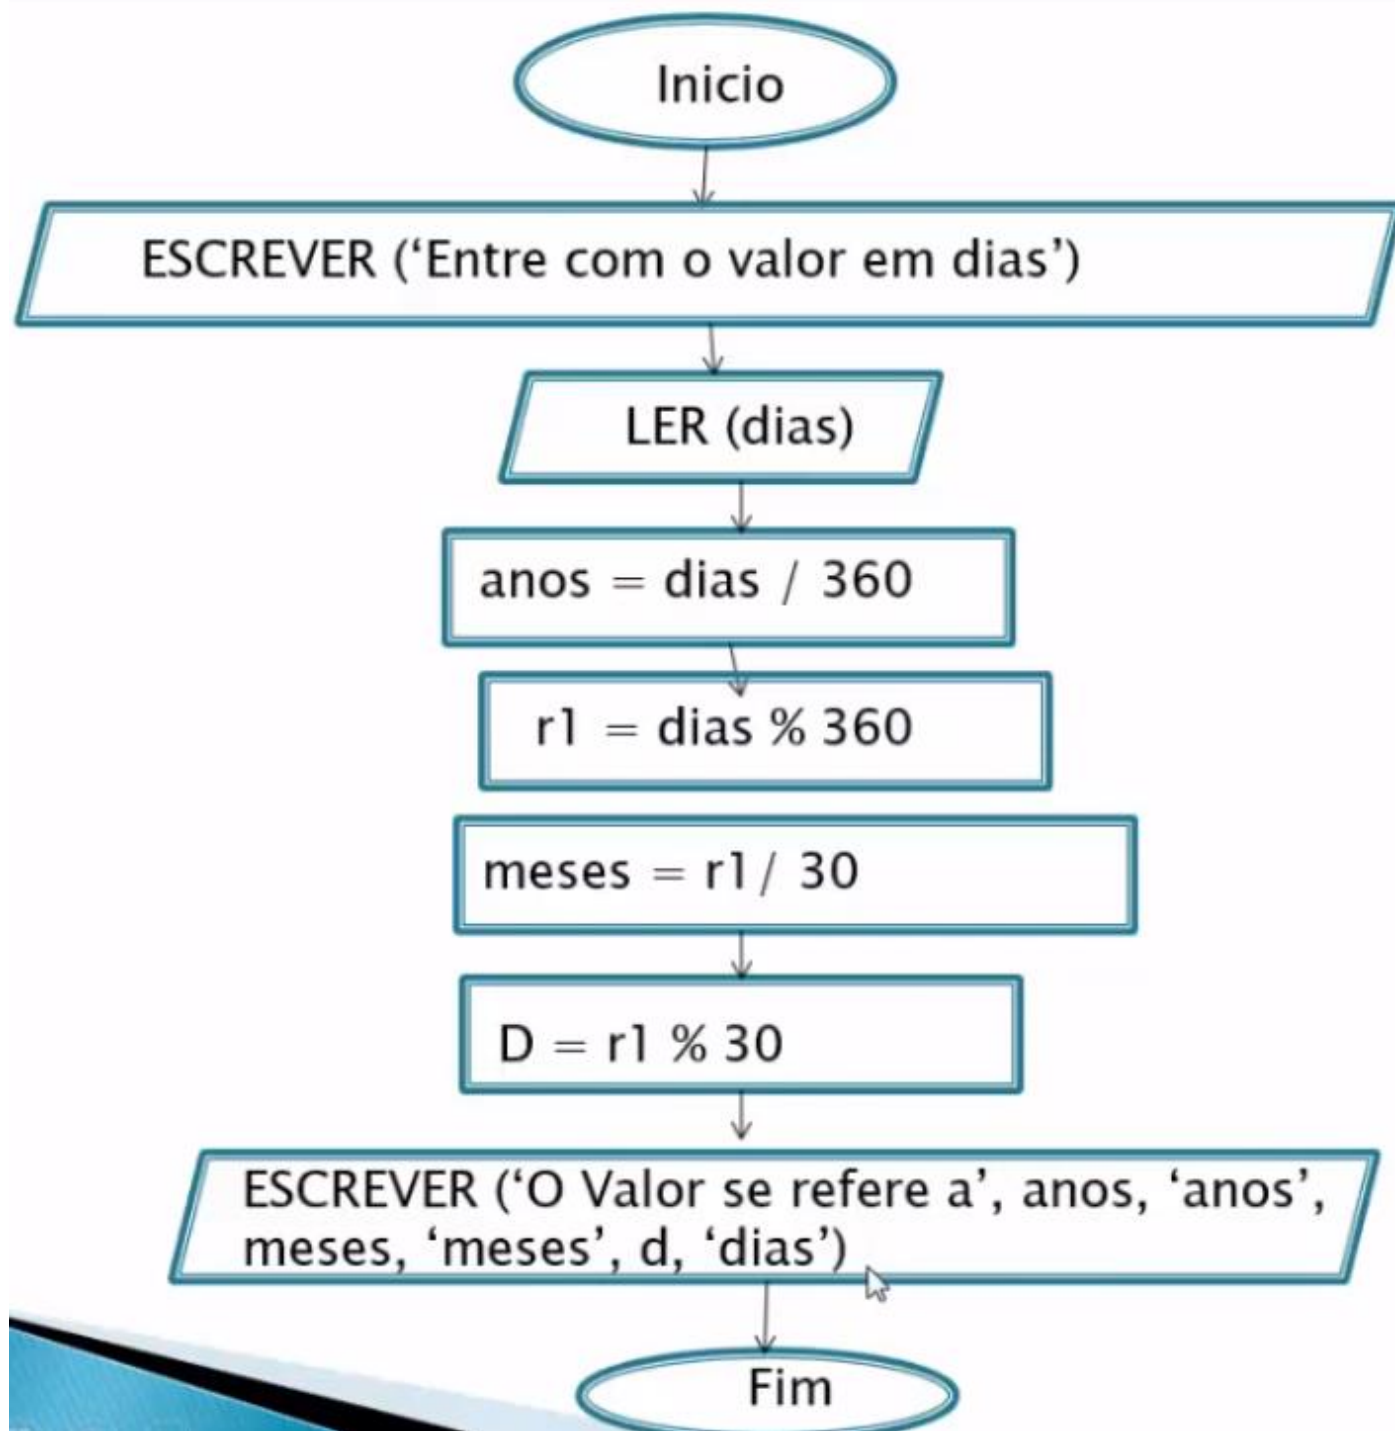 Inicio
ESCREVER (‘Entre com o valor em dias’)
LER (dias)
anos = dias / 360
r1 = dias % 360
meses = r1/ 30
D = r1 % 30
ESCREVER (‘O Valor se refere a’, anos, ‘anos’,
meses, ‘meses’, d, ‘dias’)
Fim